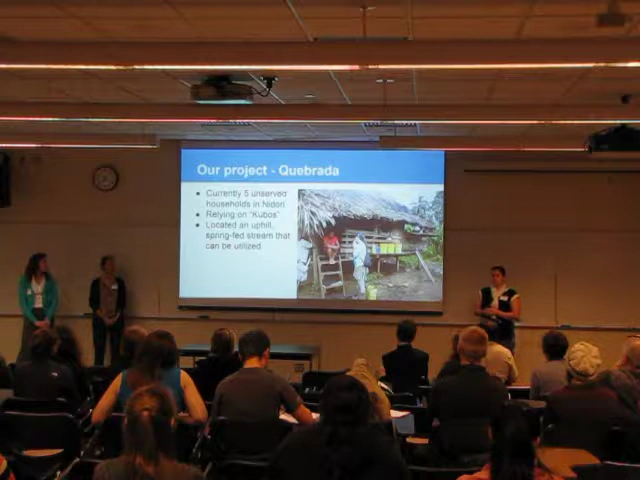 Our project - Quebrada
• Currently 5 unserved
households in Nidori
• Relying on "Kubos"
• Located an uphill,
spring-fed stream that
can be utilized